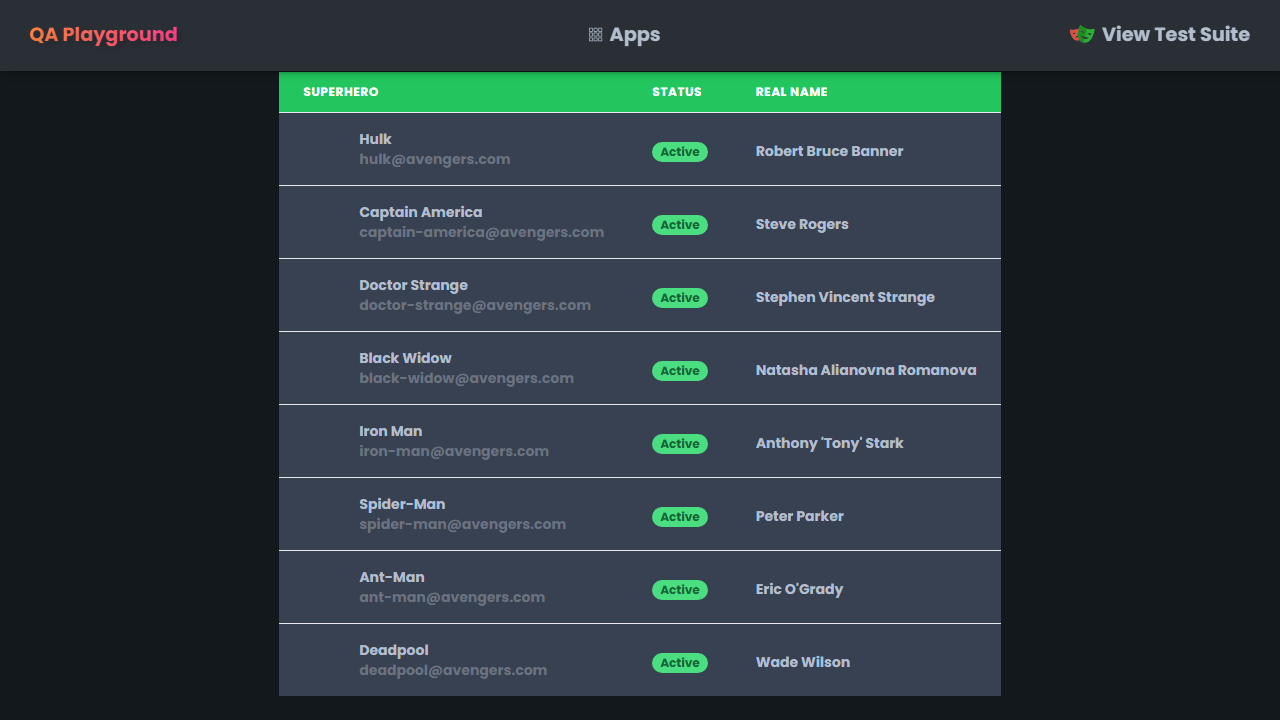 QA Playground
Apps
View Test Suite
SUPERHERO STATUS REAL NAME
Hulk
hulk@avengers.com
Active
Robert Bruce Banner
Captain America
captain-america@avengers.com
Active
Steve Rogers
Doctor Strange
doctor-strange@avengers.com
Active
Stephen Vincent Strange
Black Widow
black-widow@avengers.com
Active
Natasha Alianovna Romanova
Iron Man
iron-man@avengers.com
Active
Anthony 'Tony' Stark
Spider-Man
spider-man@avengers.com
Active
Peter Parker
Ant-Man
ant-man@avengers.com
Active
Eric O'Grady
Deadpool
deadpool@avengers.com
Active
Wade Wilson